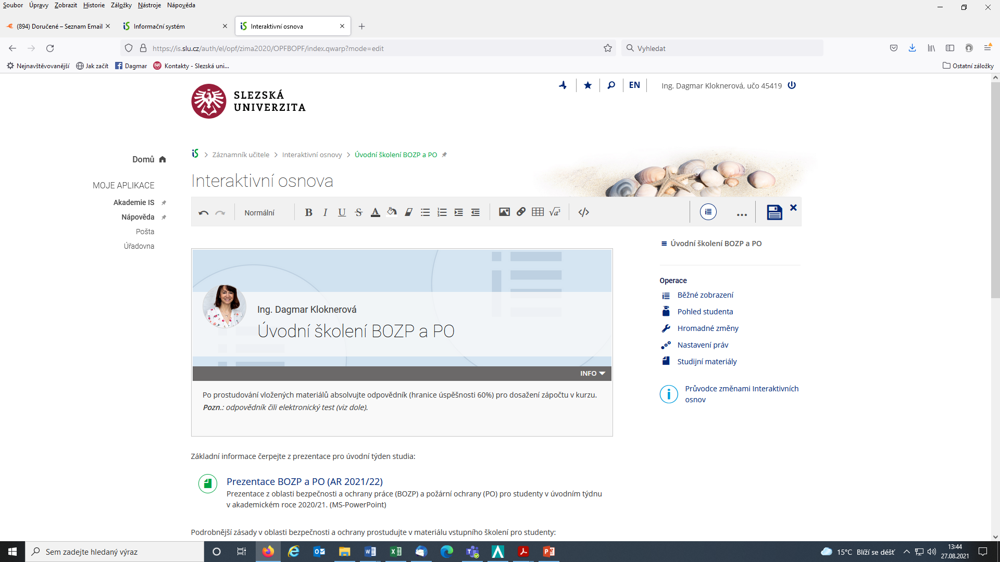 Soubor Úpravy Zobrazit Historie Záložky Nástroje Nápověda
(894) Doručené – Seznam Email
Informační systém
Interaktivní osnova
https://is.slu.cz/auth/el/opf/zima2020/OPFBOPF/index.qwarp?mode=edit
Vyhledat
Nejnavštěvovanější Jak začít Dagmar Kontakty - Slezská uni...
Ostatní záložky
SLEZSKÁ
UNIVERZITA
EN
Ing. Dagmar Kloknerová, učo 45419
Domů
MOJE APLIKACE
Akademie IS
Nápověda
Pošta
Úřadovna
Záznamník učitele Interaktivní osnovy Úvodní školení BOZP a PO
Interaktivní osnova
Normální
B I U S A
Ing. Dagmar Kloknerová
Úvodní školení BOZP a PO
INFO
Po prostudování vložených materiálů absolvujte odpovědník (hranice úspěšnosti 60%) pro dosažení zápočtu v kurzu.
Pozn.: odpovědník čili elektronický test (viz dole).
Základní informace čerpejte z prezentace pro úvodní týden studia:
Prezentace BOZP a PO (AR 2021/22)
Prezentace z oblasti bezpečnosti a ochrany práce (BOZP) a požární ochrany (PO) pro studenty v úvodním týdnu
v akademickém roce 2020/21. (MS-PowerPoint)
Podrobnější zásady v oblasti bezpečnosti a ochrany prostudujte v materiálu vstupního školení pro studenty:
Úvodní školení BOZP a PO
Operace
Běžné zobrazení
Pohled studenta
Hromadné změny
Nastavení práv
Studijní materiály
Průvodce změnami Interaktivních
osnov
Sem zadejte hledaný výraz
15°C Blíží se déšť
13:44
27.08.2021